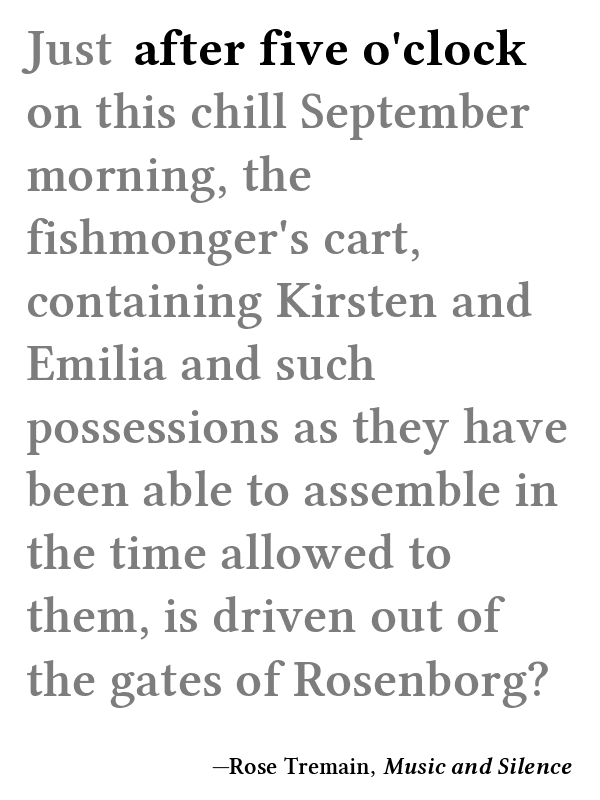 Just after five o'clock
on this chill September
morning, the
fishmonger's cart,
containing Kirsten and
Emilia and such
possessions as they have
been able to assemble in
the time allowed to
them, is driven out of
the gates of Rosenborg?
—Rose Tremain, Music and Silence